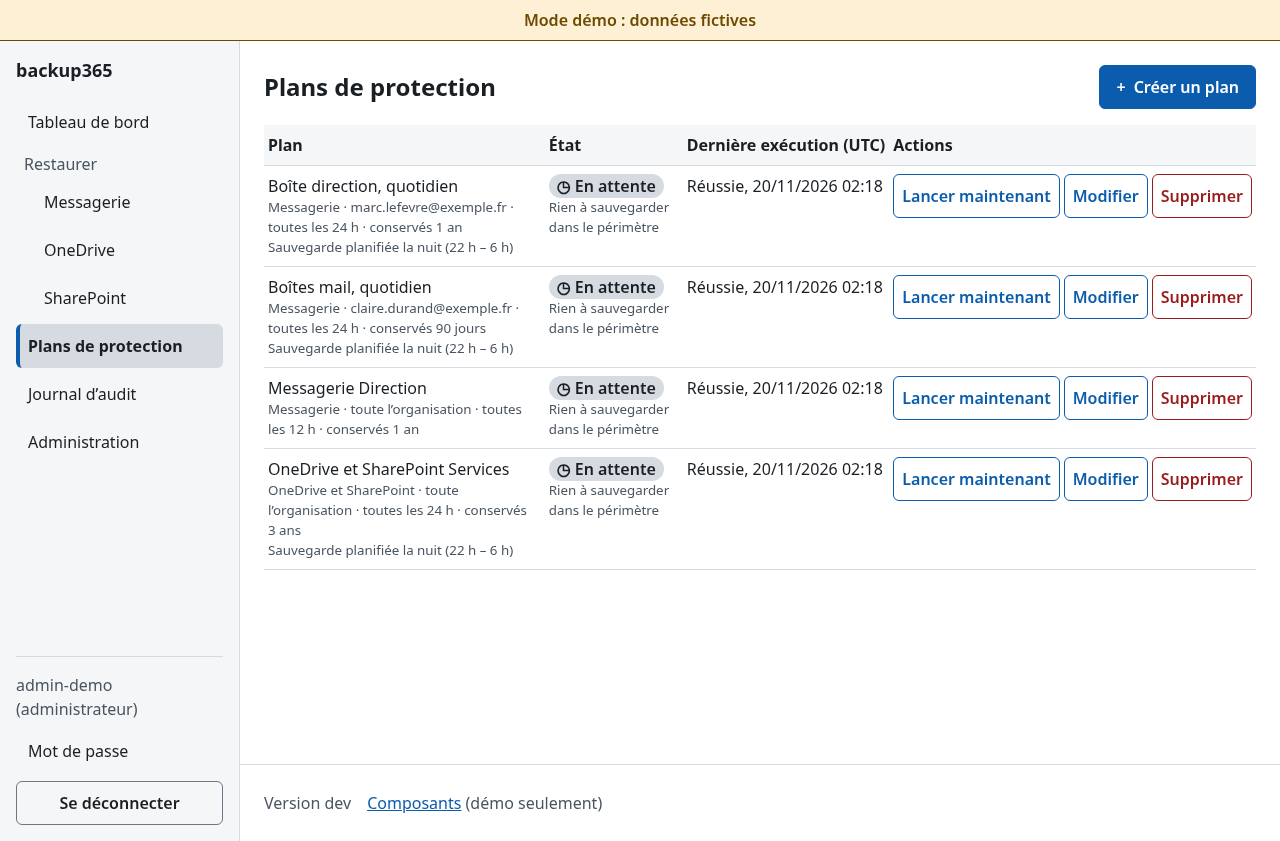 Mode démo : données fictives
backup365
Tableau de bord
Restaurer
Messagerie
OneDrive
SharePoint
Plans de protection
Journal d’audit
Administration
admin-demo
(administrateur)
Mot de passe
Se déconnecter
Plans de protection
+ Créer un plan
Plan État Dernière exécution (UTC) Actions
Boîte direction, quotidien
Messagerie · marc.lefevre@exemple.fr ·
toutes les 24 h · conservés 1 an
Sauvegarde planifiée la nuit (22 h – 6 h)
En attente
Rien à sauvegarder
dans le périmètre
Réussie, 20/11/2026 02:18
Lancer maintenant Modifier Supprimer
Boîtes mail, quotidien
Messagerie · claire.durand@exemple.fr ·
toutes les 24 h · conservés 90 jours
Sauvegarde planifiée la nuit (22 h – 6 h)
En attente
Rien à sauvegarder
dans le périmètre
Réussie, 20/11/2026 02:18
Lancer maintenant Modifier Supprimer
Messagerie Direction
Messagerie · toute l’organisation · toutes
les 12 h · conservés 1 an
En attente
Rien à sauvegarder
dans le périmètre
Réussie, 20/11/2026 02:18
Lancer maintenant Modifier Supprimer
OneDrive et SharePoint Services
OneDrive et SharePoint · toute
l’organisation · toutes les 24 h · conservés
3 ans
Sauvegarde planifiée la nuit (22 h – 6 h)
En attente
Rien à sauvegarder
dans le périmètre
Réussie, 20/11/2026 02:18
Lancer maintenant Modifier Supprimer
Version dev Composants (démo seulement)